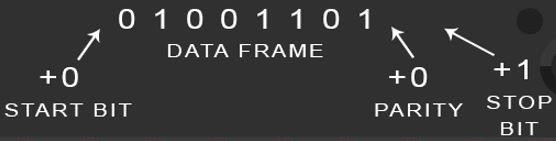 0 1 0 0 1 1 0 1
DATA FRAME
+0
START BIT
+0
PARITY
+1
STOP
BIT